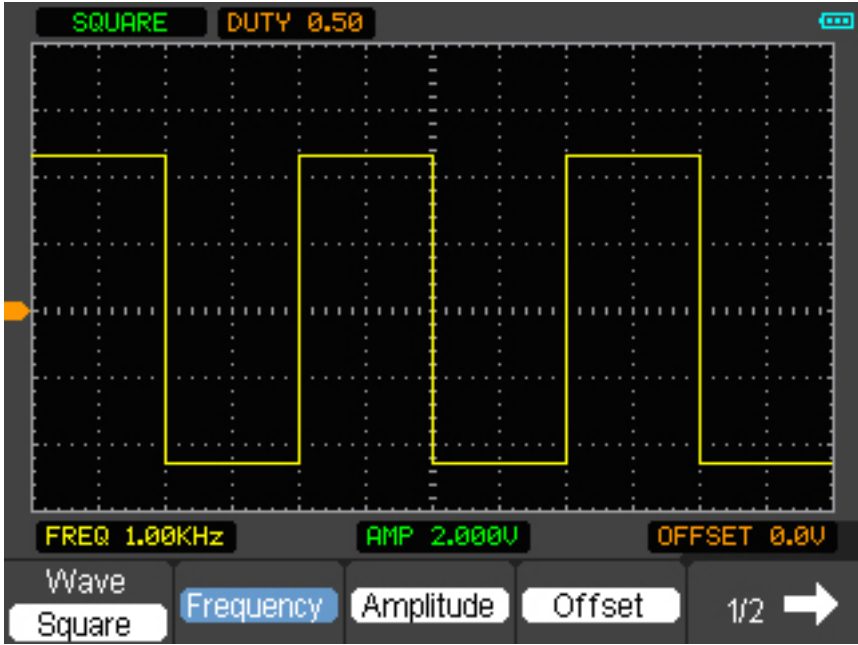 SQUARE DUTY 0.50
FREQ 1.00KHz AMP 2.000V OFFSET 0.0V
Wave
Square Frequency Amplitude Offset 1/2